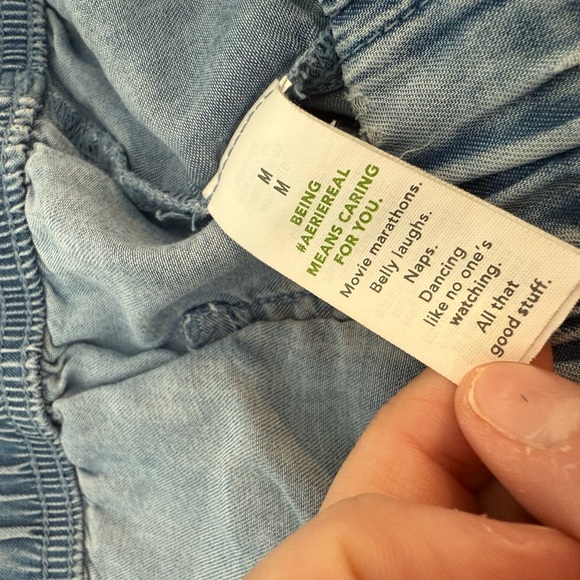 M
M
BEING
#AERIEREAL
MEANS CARING
FOR YOU.
Movie marathons.
Belly laughs.
Naps.
Dancing
like no one's
watching.
All that
good stuff.